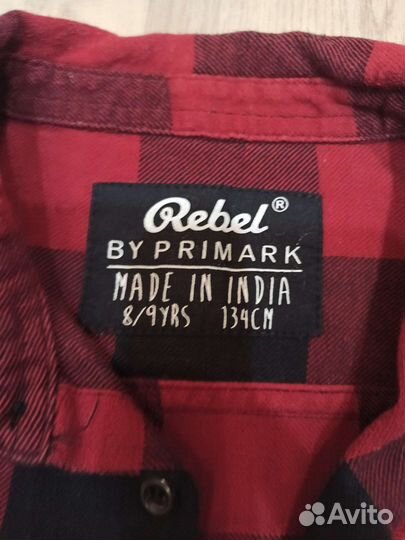 Rebel®
BY PRIMARK
MADE IN INDIA
8/9YRS 134CM
Avito